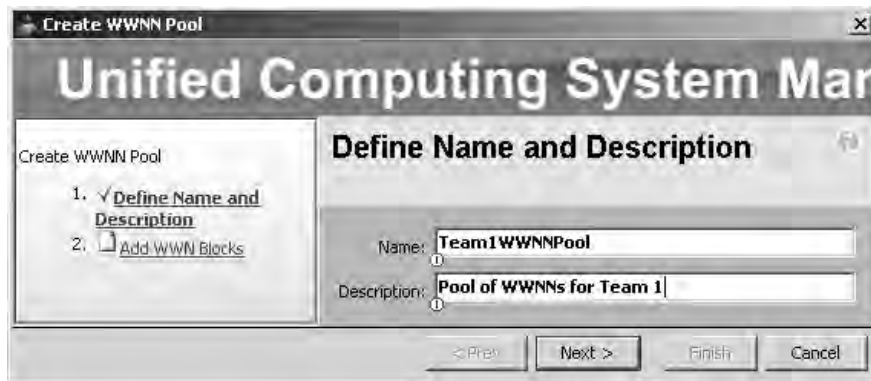 Create WWNN Pool
Unified Computing System Mar
Create WWNN Pool
1. √ Define Name and
Description
2. Add WWN Blocks
Define Name and Description
Name: Team1WWNNPool
Description: Pool of WWNNs for Team 1
< Prev
Next >
Finish
Cancel